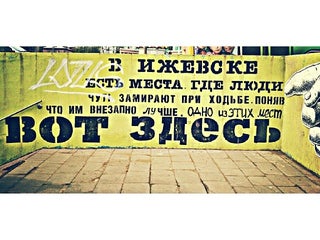 В ИЖЕВСКЕ
ЕСТЬ МЕСТА, ГДЕ ЛЮДИ
ЧУТЬ ЗАМИРАЮТ ПРИ ХОДЬБЕ, ПОНЯВ
ЧТО ИМ ВНЕЗАПНО ЛУЧШЕ, ОДНО ИЗ ЭТИХ МЕСТ
ВОТ ЗДЕСЬ